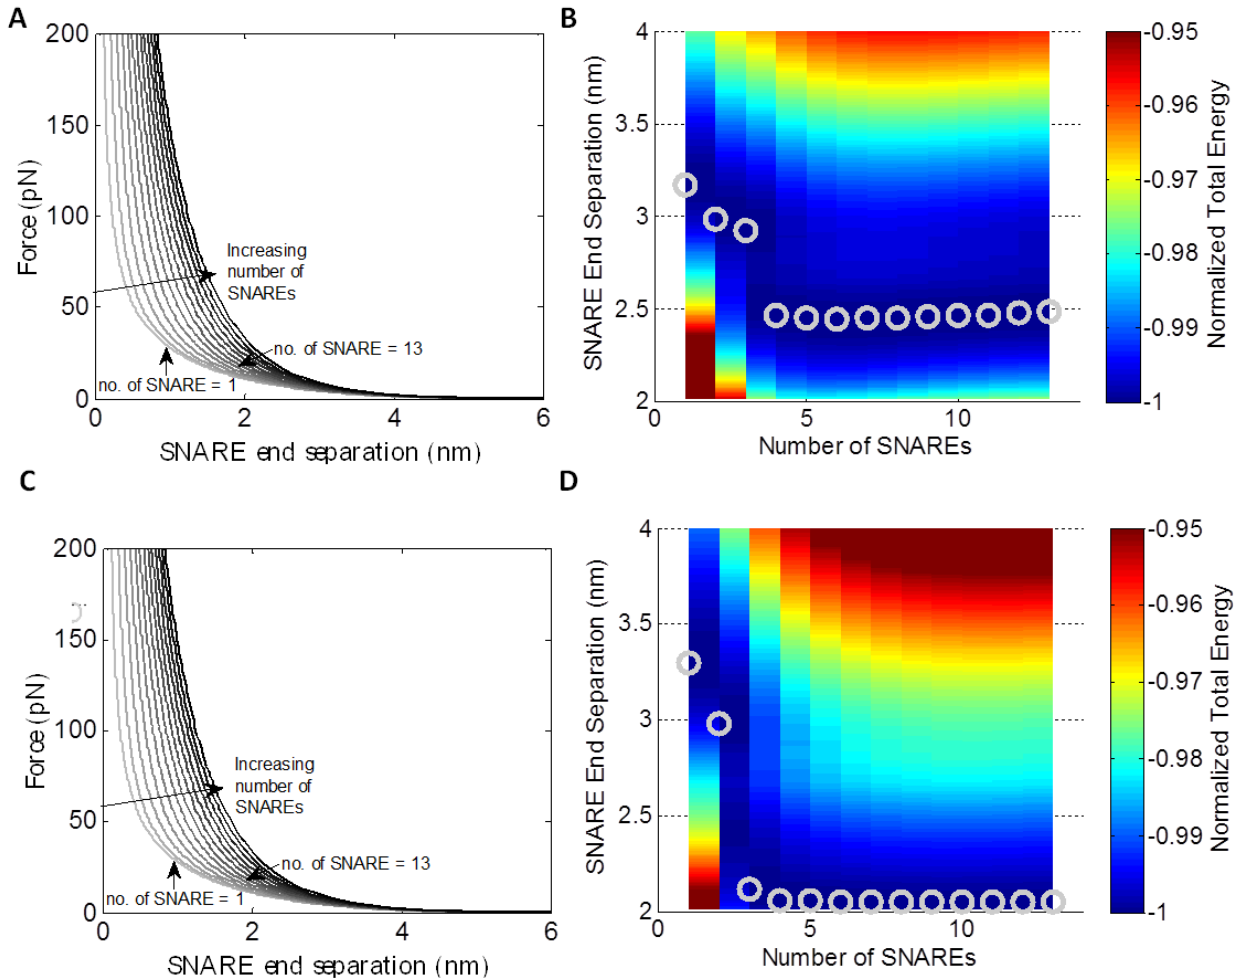 A
200
150
100
50
0
Force (pN)
Increasing
number of
SNAREs
no. of SNARE = 13
no. of SNARE = 1
0
2
4
6
SNARE end separation (nm)
B
4
3.5
3
2.5
2
SNARE End Separation (nm)
0
5
10
Number of SNAREs
-0.95
-0.96
-0.97
-0.98
-0.99
-1
Normalized Total Energy
C
200
150
100
50
0
Force (pN)
Increasing
number of
SNAREs
no. of SNARE = 13
no. of SNARE = 1
0
2
4
6
SNARE end separation (nm)
D
4
3.5
3
2.5
2
SNARE End Separation (nm)
0
5
10
Number of SNAREs
-0.95
-0.96
-0.97
-0.98
-0.99
-1
Normalized Total Energy